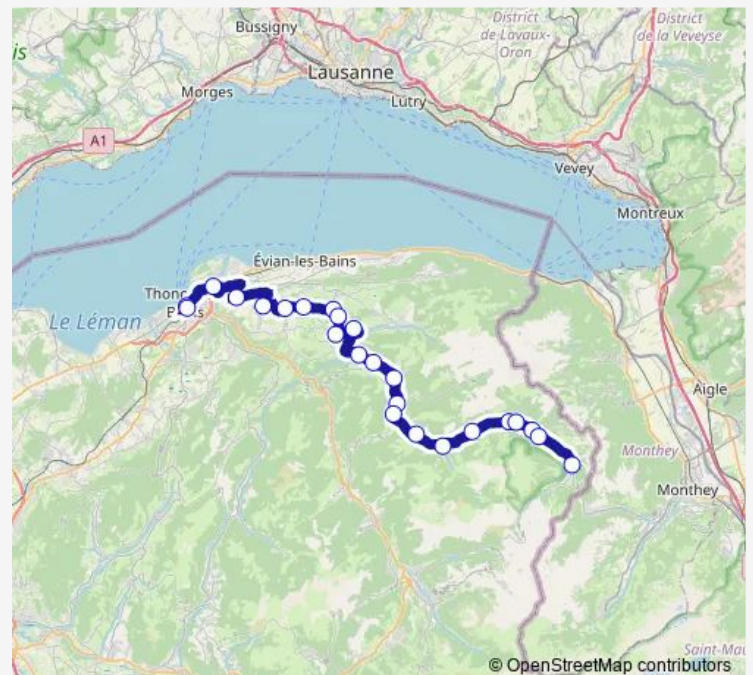 Bussigny
District
de Lavaux-
Oron
District
de la Veveyse
is
Lausanne
Morges
Lutry
A1
Vevey
Montreux
Évian-les-Bains
Le Léman
Aigle
Monthey
Monthey
© OpenStreetMap contributors